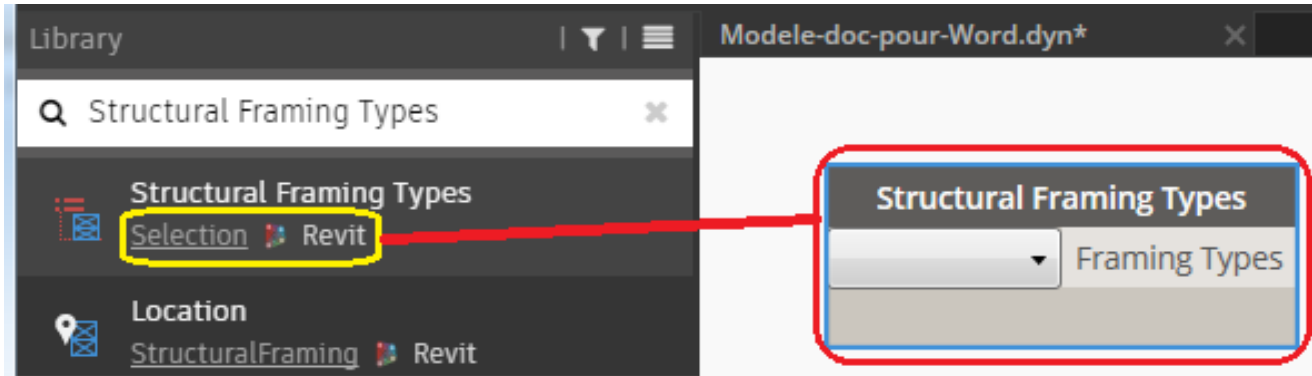 Library
Structural Framing Types
Structural Framing Types
Selection Revit
Location
StructuralFraming Revit
Modele-doc-pour-Word.dyn*
Structural Framing Types
Framing Types